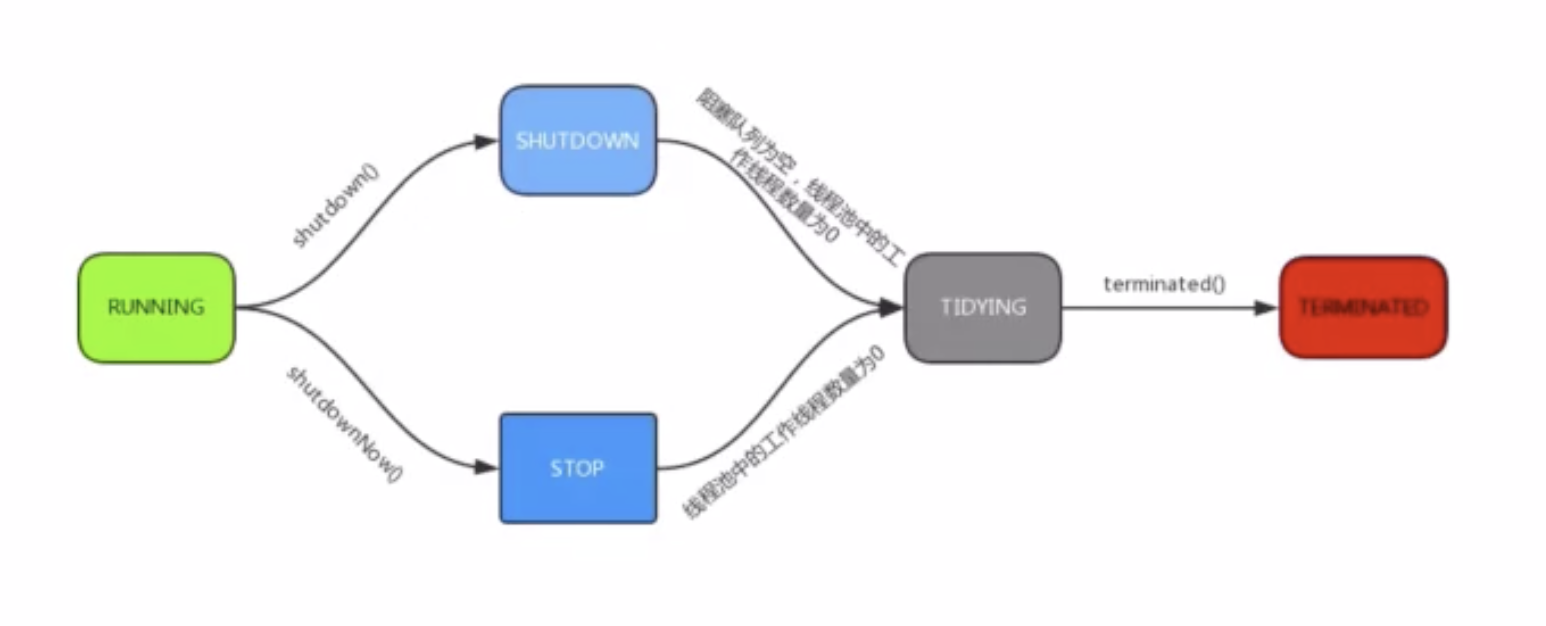 SHUTDOWN
阻塞队列为空，线程池中的工
作线程数量为0
shutdown()
RUNNING
TIDYING
terminated()
TERMINATED
shutdownNow()
STOP
线程池中的工作线程数量为0